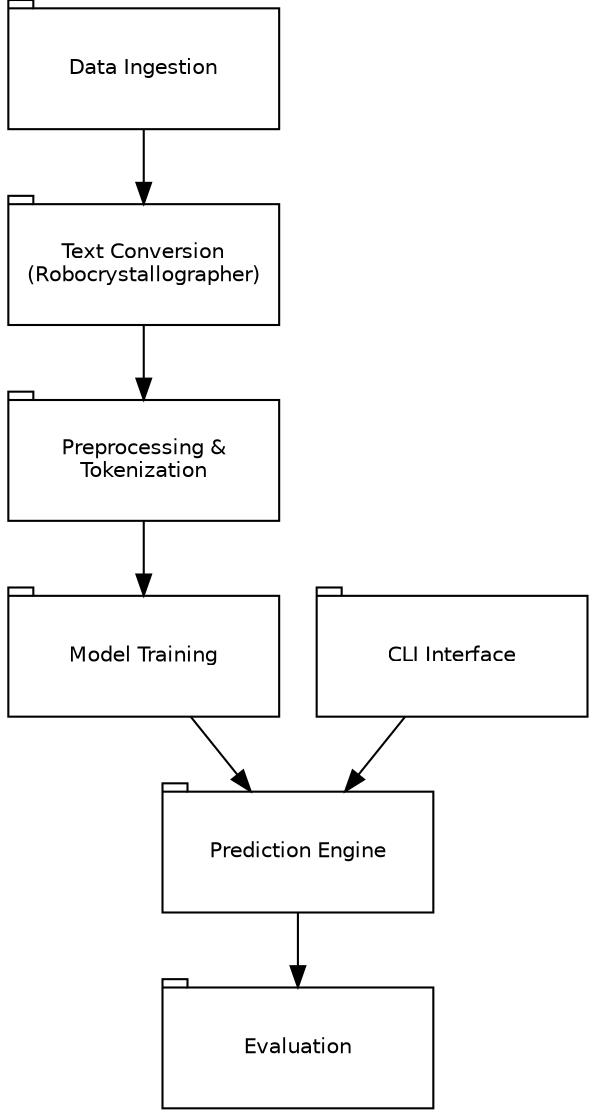 Data Ingestion
Text Conversion
(Robocrystallographer)
Preprocessing &
Tokenization
Model Training
CLI Interface
Prediction Engine
Evaluation